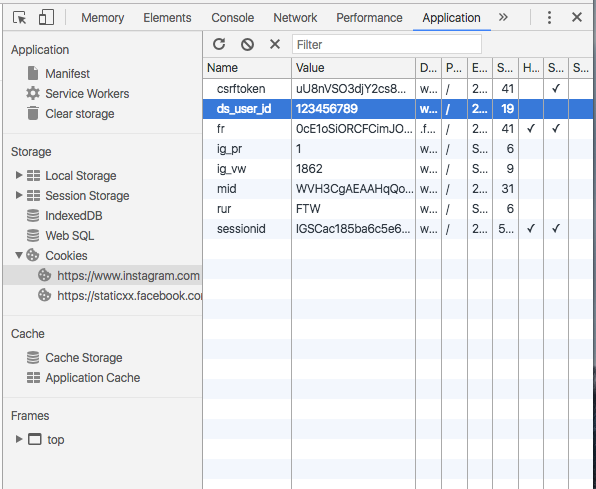 Memory Elements Console Network Performance Application »
Application
Manifest
Service Workers
Clear storage
Storage
Local Storage
Session Storage
IndexedDB
Web SQL
Cookies
https://www.instagram.com
https://staticxx.facebook.co
Cache
Cache Storage
Application Cache
Frames
top
Filter
Name Value D... P... E... S... H... S... S...
csrftoken uU8nVSO3djY2cs8... w... / 2... 41 ✓
ds_user_id 123456789 w... / 2... 19
fr 0cE1oSiORCFCimJO... .f... / 2... 41 ✓ ✓
ig_pr 1 w... / S... 6
ig_vw 1862 w... / S... 9
mid WVH3CgAEAAHqQo... w... / 2... 31
rur FTW w... / S... 6
sessionid IGSCac185ba6c5e6... w... / 2... 5... ✓ ✓